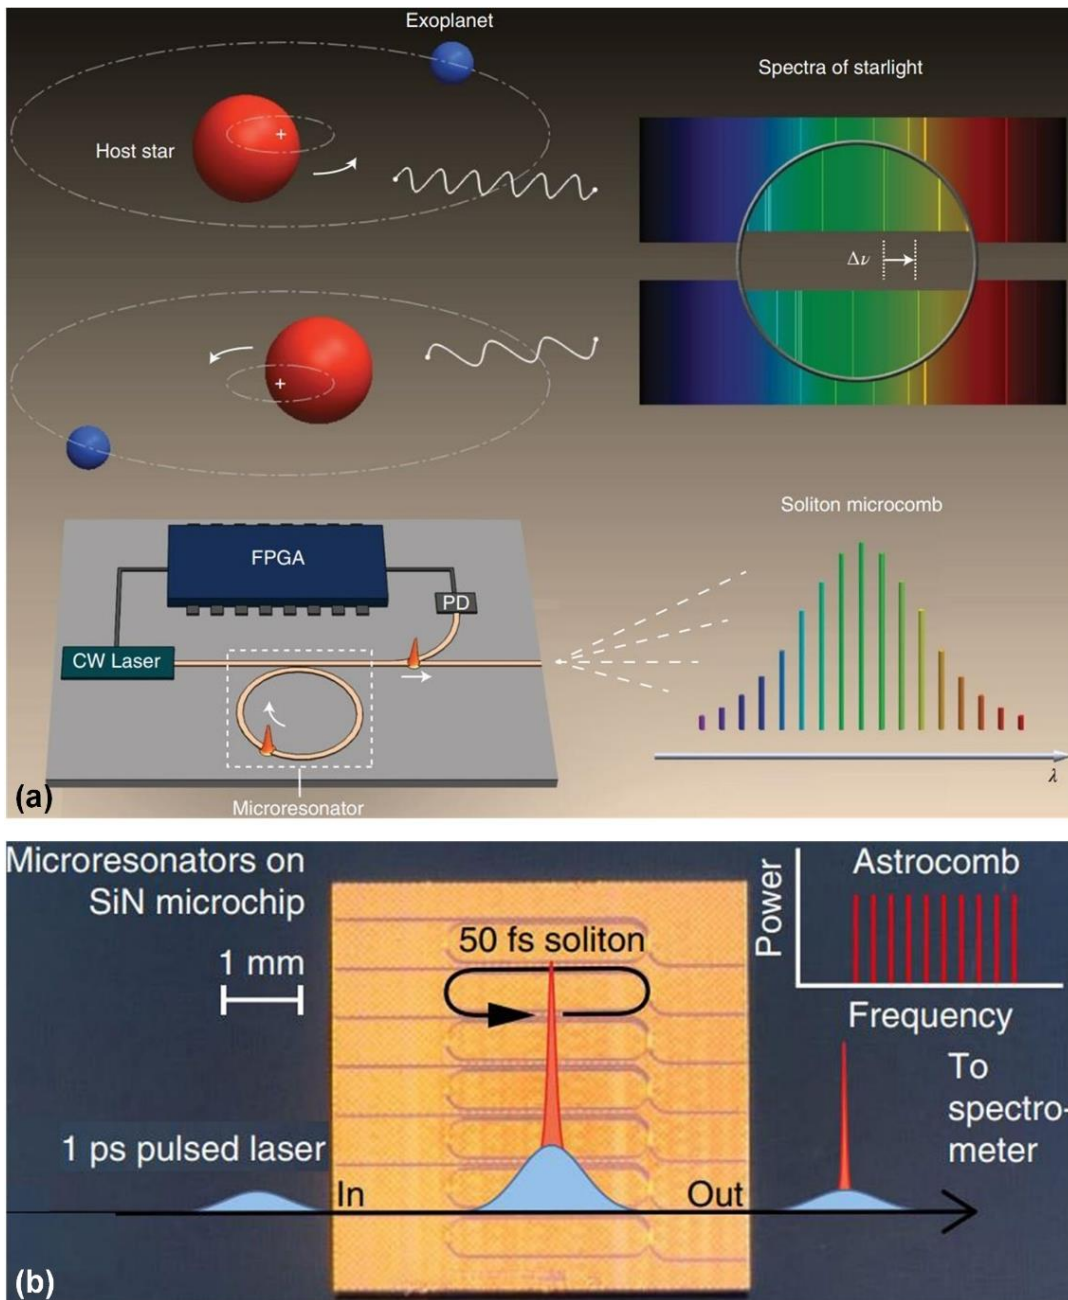 Exoplanet
Spectra of starlight
Host star
+
Δν
+
Soliton microcomb
FPGA
PD
CW Laser
Microresonator
λ
(a)
Microresonators on
SiN microchip
1 mm
50 fs soliton
Astrocomb
Power
Frequency
To
spectro-
meter
1 ps pulsed laser
In
Out
(b)